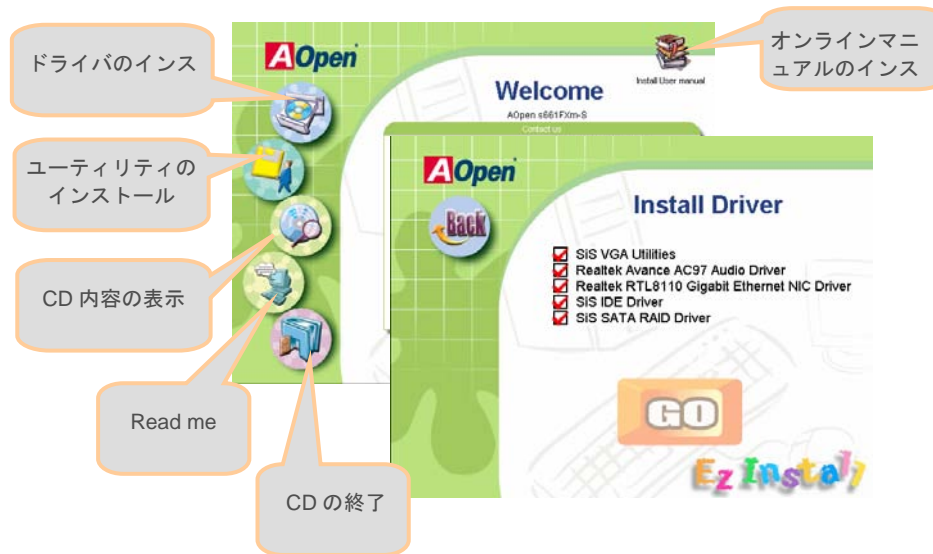 ドライバのインス
ユーティリティの
インストール
CD 内容の表示
Read me
CD の終了
オンラインマニ
ュアルのインス
AOpen
Install User manual
Welcome
AOpen s661FXm-S
Contact us
AOpen
Back
Install Driver
SiS VGA Utilities
Realtek Avance AC97 Audio Driver
Realtek RTL8110 Gigabit Ethernet NIC Driver
SiS IDE Driver
SiS SATA RAID Driver
GO
Ez Install